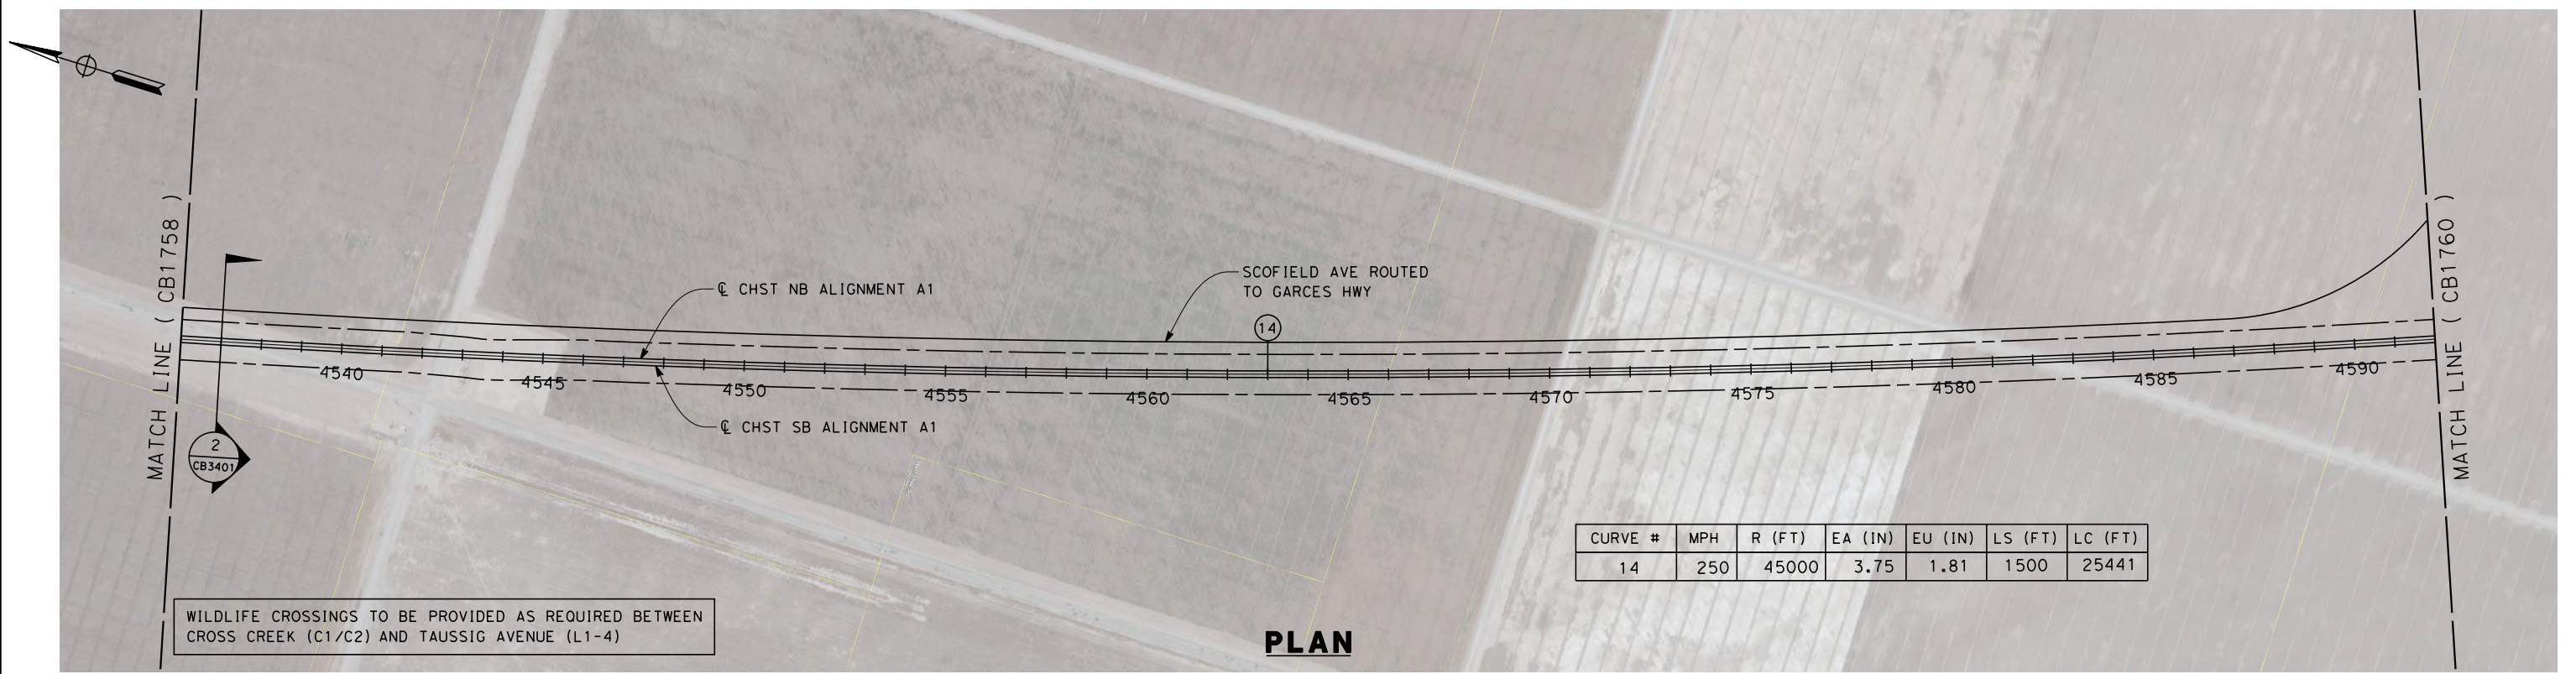 MATCH LINE ( CB1758 )
MATCH LINE ( CB1760 )
℄ CHST NB ALIGNMENT A1
SCOFIELD AVE ROUTED
TO GARCES HWY
14
4540
4545
4550
4555
4560
4565
4570
4575
4580
4585
4590
℄ CHST SB ALIGNMENT A1
2
CB3401
CURVE # MPH R (FT) EA (IN) EU (IN) LS (FT) LC (FT)
14 250 45000 3.75 1.81 1500 25441
WILDLIFE CROSSINGS TO BE PROVIDED AS REQUIRED BETWEEN
CROSS CREEK (C1/C2) AND TAUSSIG AVENUE (L1-4)
PLAN